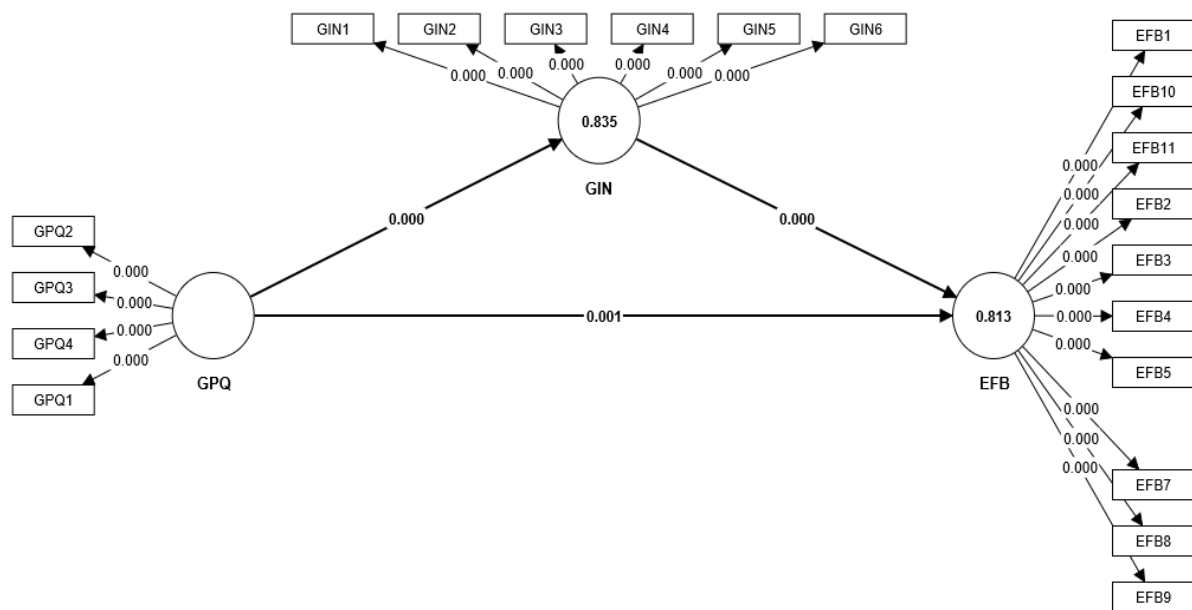 GIN1
GIN2
GIN3
GIN4
GIN5
GIN6
0.000
0.000
0.000
0.000
0.000
0.000
0.835
GIN
0.000
0.000
GPQ2
GPQ3
GPQ4
GPQ1
0.000
0.000
0.000
0.000
GPQ
0.001
0.813
EFB
0.000
0.000
0.000
0.000
0.000
0.000
0.000
0.000
0.000
0.000
EFB1
EFB10
EFB11
EFB2
EFB3
EFB4
EFB5
EFB7
EFB8
EFB9